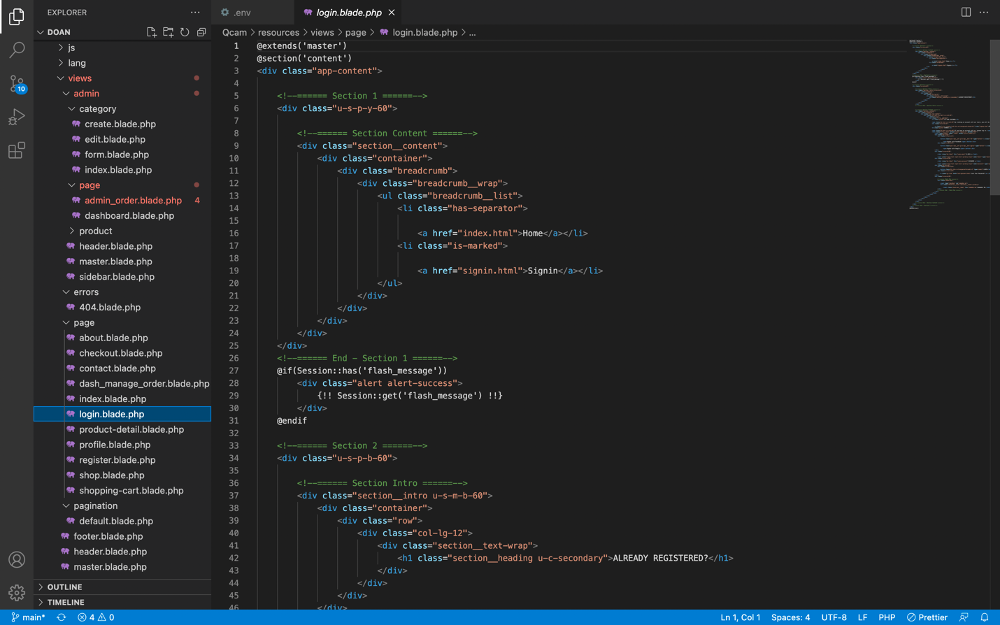 EXPLORER
DOAN
js
lang
views
admin
category
create.blade.php
edit.blade.php
form.blade.php
index.blade.php
page
admin_order.blade.php 4
dashboard.blade.php
product
header.blade.php
master.blade.php
sidebar.blade.php
errors
404.blade.php
page
about.blade.php
checkout.blade.php
contact.blade.php
dash_manage_order.blade.php
index.blade.php
login.blade.php
product-detail.blade.php
profile.blade.php
register.blade.php
shop.blade.php
shopping-cart.blade.php
pagination
default.blade.php
footer.blade.php
header.blade.php
master.blade.php
OUTLINE
TIMELINE
10
.env
login.blade.php
Qcam > resources > views > page > login.blade.php > ...
1 @extends('master')
2 @section('content')
3 <div class="app-content">
4
5 <!--====== Section 1 ======-->
6 <div class="u-s-p-y-60">
7
8 <!--====== Section Content ======-->
9 <div class="section__content">
10 <div class="container">
11 <div class="breadcrumb">
12 <div class="breadcrumb__wrap">
13 <ul class="breadcrumb__list">
14 <li class="has-separator">
15
16 <a href="index.html">Home</a></li>
17 <li class="is-marked">
18
19 <a href="signin.html">Signin</a></li>
20 </ul>
21 </div>
22 </div>
23 </div>
24 </div>
25 </div>
26 <!--====== End - Section 1 ======-->
27 @if(Session::has('flash_message'))
28 <div class="alert alert-success">
29 {!! Session::get('flash_message') !!}
30 </div>
31 @endif
32
33 <!--====== Section 2 ======-->
34 <div class="u-s-p-b-60">
35
36 <!--====== Section Intro ======-->
37 <div class="section__intro u-s-m-b-60">
38 <div class="container">
39 <div class="row">
40 <div class="col-lg-12">
41 <div class="section__text-wrap">
42 <h1 class="section__heading u-c-secondary">ALREADY REGISTERED?</h1>
43 </div>
44 </div>
45 </div>
46 </div>
main* 4 0
Ln 1, Col 1 Spaces: 4 UTF-8 LF PHP Prettier